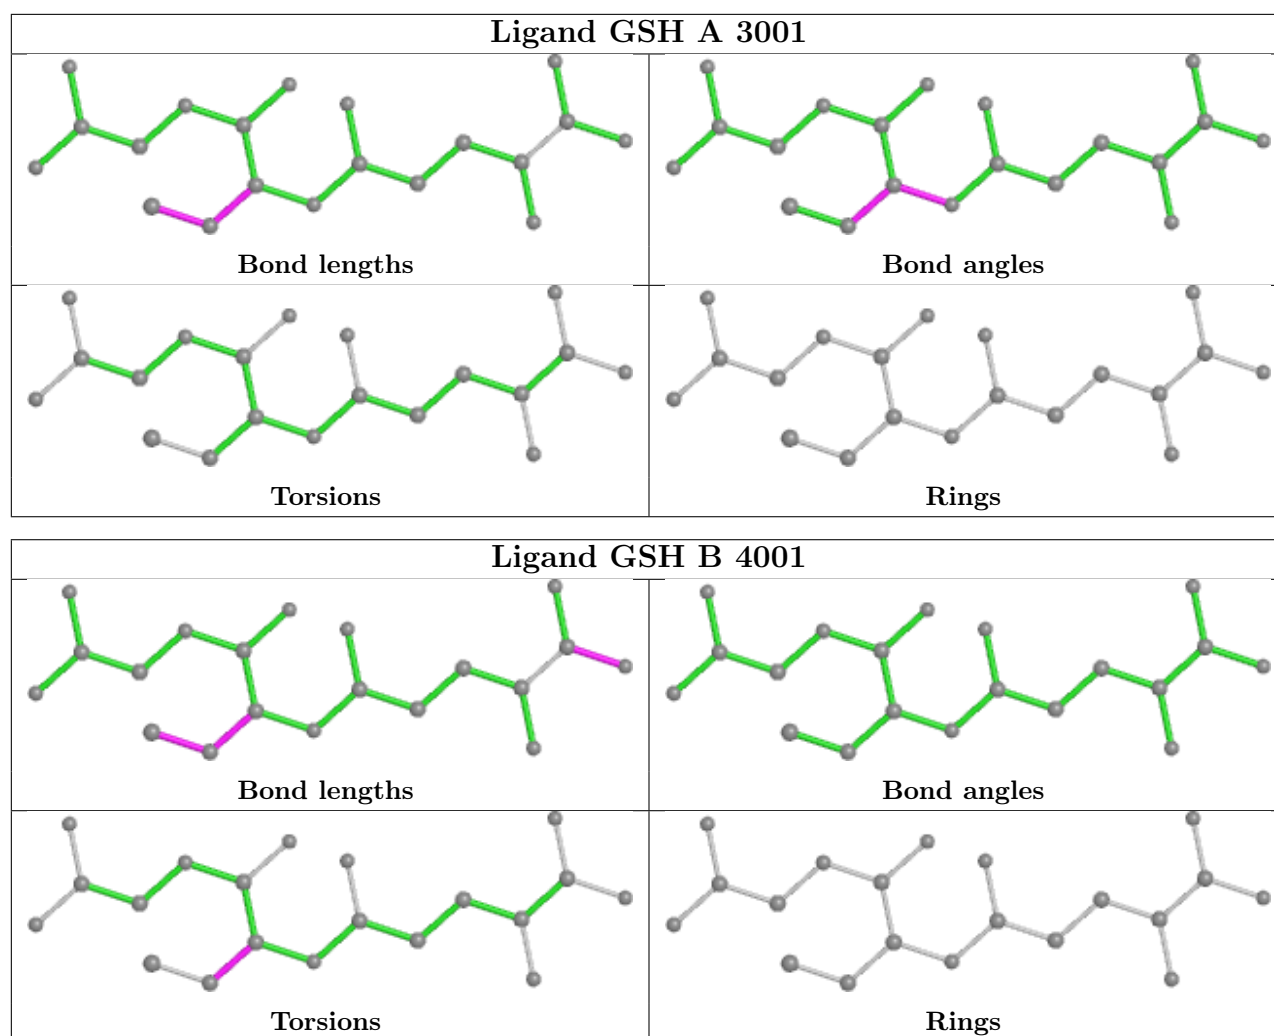 Ligand GSH A 3001
Bond lengths
Bond angles
Torsions
Rings
Ligand GSH B 4001
Bond lengths
Bond angles
Torsions
Rings